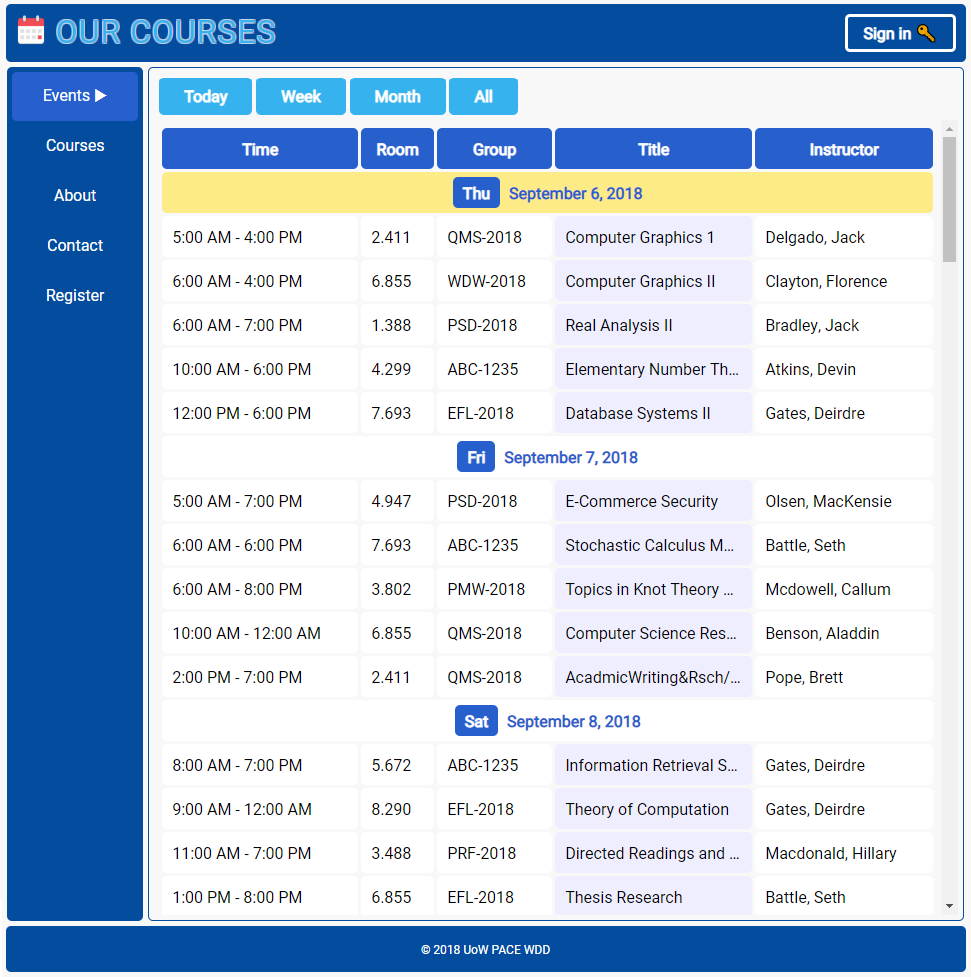 OUR COURSES
Sign in
Events
Courses
About
Contact
Register
Today Week Month All
Time Room Group Title Instructor
Thu September 6, 2018
5:00 AM - 4:00 PM 2.411 QMS-2018 Computer Graphics 1 Delgado, Jack
6:00 AM - 4:00 PM 6.855 WDW-2018 Computer Graphics II Clayton, Florence
6:00 AM - 7:00 PM 1.388 PSD-2018 Real Analysis II Bradley, Jack
10:00 AM - 6:00 PM 4.299 ABC-1235 Elementary Number Th... Atkins, Devin
12:00 PM - 6:00 PM 7.693 EFL-2018 Database Systems II Gates, Deirdre
Fri September 7, 2018
5:00 AM - 7:00 PM 4.947 PSD-2018 E-Commerce Security Olsen, MacKensie
6:00 AM - 6:00 PM 7.693 ABC-1235 Stochastic Calculus M... Battle, Seth
6:00 AM - 8:00 PM 3.802 PMW-2018 Topics in Knot Theory ... Mcdowell, Callum
10:00 AM - 12:00 AM 6.855 QMS-2018 Computer Science Res... Benson, Aladdin
2:00 PM - 7:00 PM 2.411 QMS-2018 AcadmicWriting&Rsch/... Pope, Brett
Sat September 8, 2018
8:00 AM - 7:00 PM 5.672 ABC-1235 Information Retrieval S... Gates, Deirdre
9:00 AM - 12:00 AM 8.290 EFL-2018 Theory of Computation Gates, Deirdre
11:00 AM - 7:00 PM 3.488 PRF-2018 Directed Readings and ... Macdonald, Hillary
1:00 PM - 8:00 PM 6.855 EFL-2018 Thesis Research Battle, Seth
© 2018 UoW PACE WDD